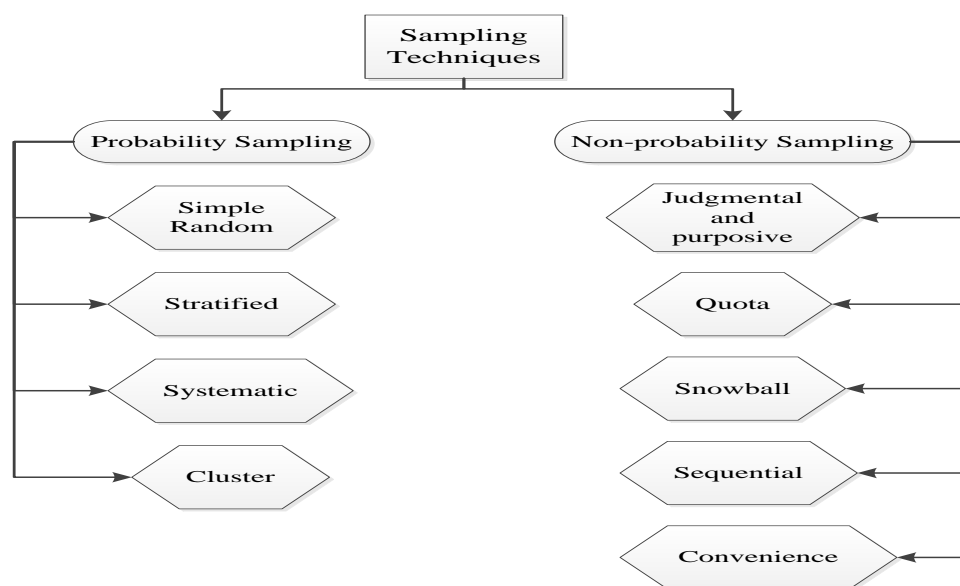 Sampling
Techniques
Probability Sampling
Non-probability Sampling
Simple
Random
Stratified
Systematic
Cluster
Judgmental
and
purposive
Quota
Snowball
Sequential
Convenience